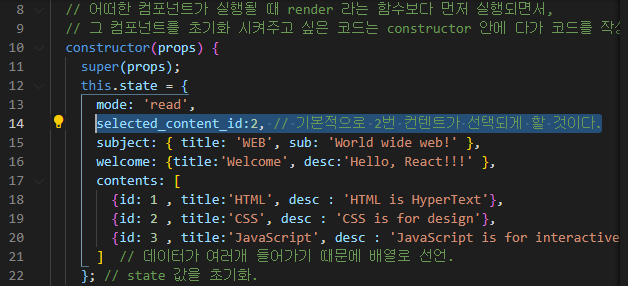 8 // 어떠한 컴포넌트가 실행될 때 render 라는 함수보다 먼저 실행되면서,
9 // 그 컴포넌트를 초기화 시켜주고 싶은 코드는 constructor 안에 다가 코드를
10 constructor(props) {
11 super(props);
12 this.state = {
13 mode: 'read',
14 selected_content_id:2, // 기본적으로 2번 컨텐트가 선택되게 할 것이다.
15 subject: { title: 'WEB', sub: 'World wide web!' },
16 welcome: {title:'Welcome', desc:'Hello, React!!!' },
17 contents: [
18 {id: 1 , title:'HTML', desc : 'HTML is HyperText'},
19 {id: 2 , title:'CSS', desc : 'CSS is for design'},
20 {id: 3 , title:'JavaScript', desc : 'JavaScript is for interactive
21 ] // 데이터가 여러개 들어가기 때문에 배열로 선언.
22 }; // state 값을 초기화.